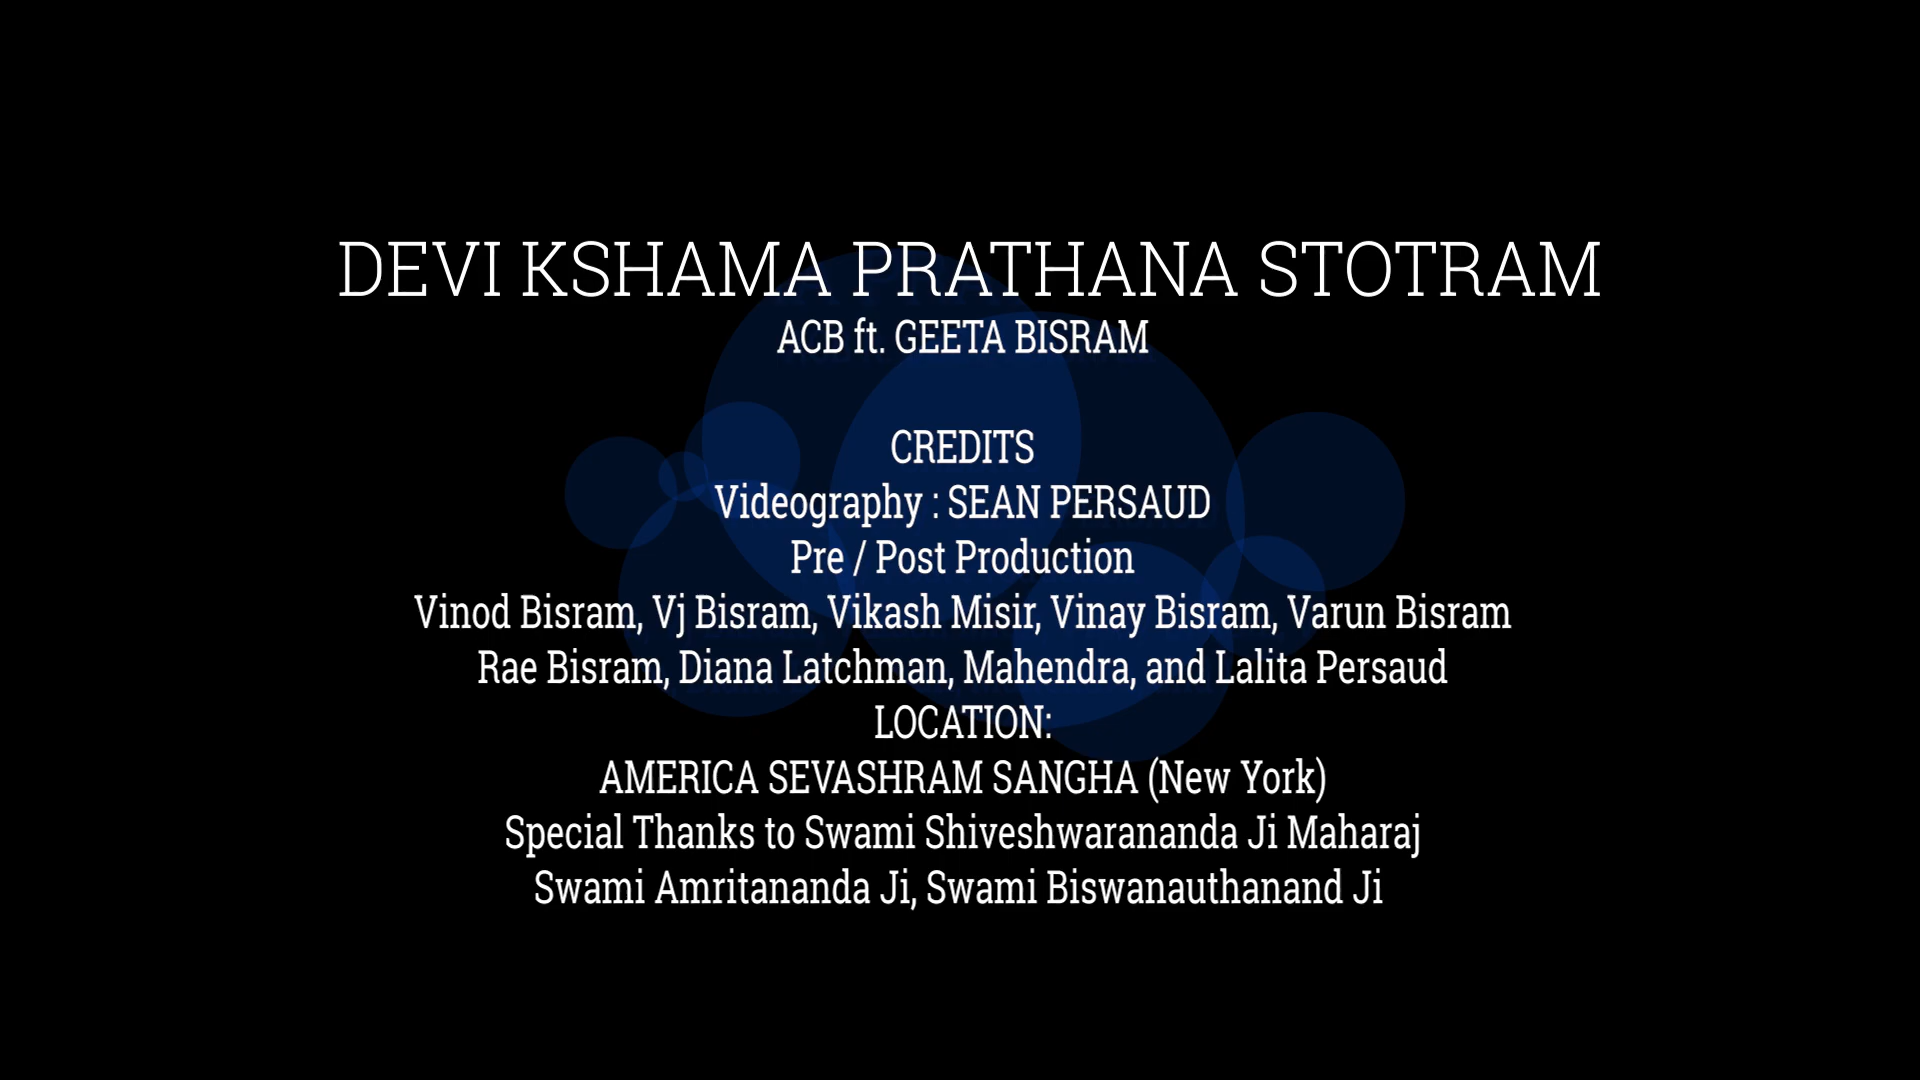 DEVI KSHAMA PRATHANA STOTRAM
ACB ft. GEETA BISRAM
CREDITS
Videography : SEAN PERSAUD
Pre / Post Production
Vinod Bisram, Vj Bisram, Vikash Misir, Vinay Bisram, Varun Bisram
Rae Bisram, Diana Latchman, Mahendra, and Lalita Persaud
LOCATION:
AMERICA SEVASHRAM SANGHA (New York)
Special Thanks to Swami Shiveshwarananda Ji Maharaj
Swami Amritananda Ji, Swami Biswanauthanand Ji